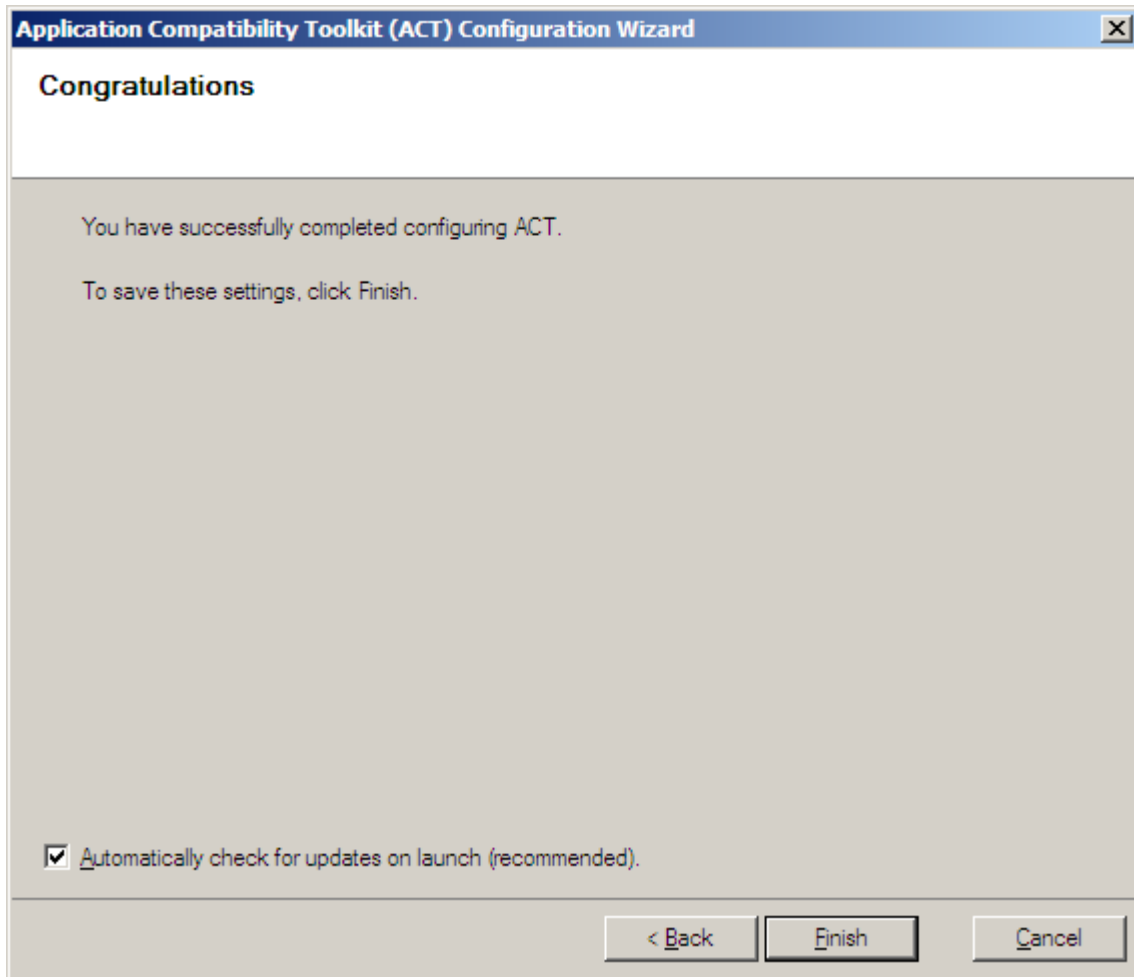 Application Compatibility Toolkit (ACT) Configuration Wizard
Congratulations
You have successfully completed configuring ACT.
To save these settings, click Finish.
Automatically check for updates on launch (recommended).
< Back
Finish
Cancel